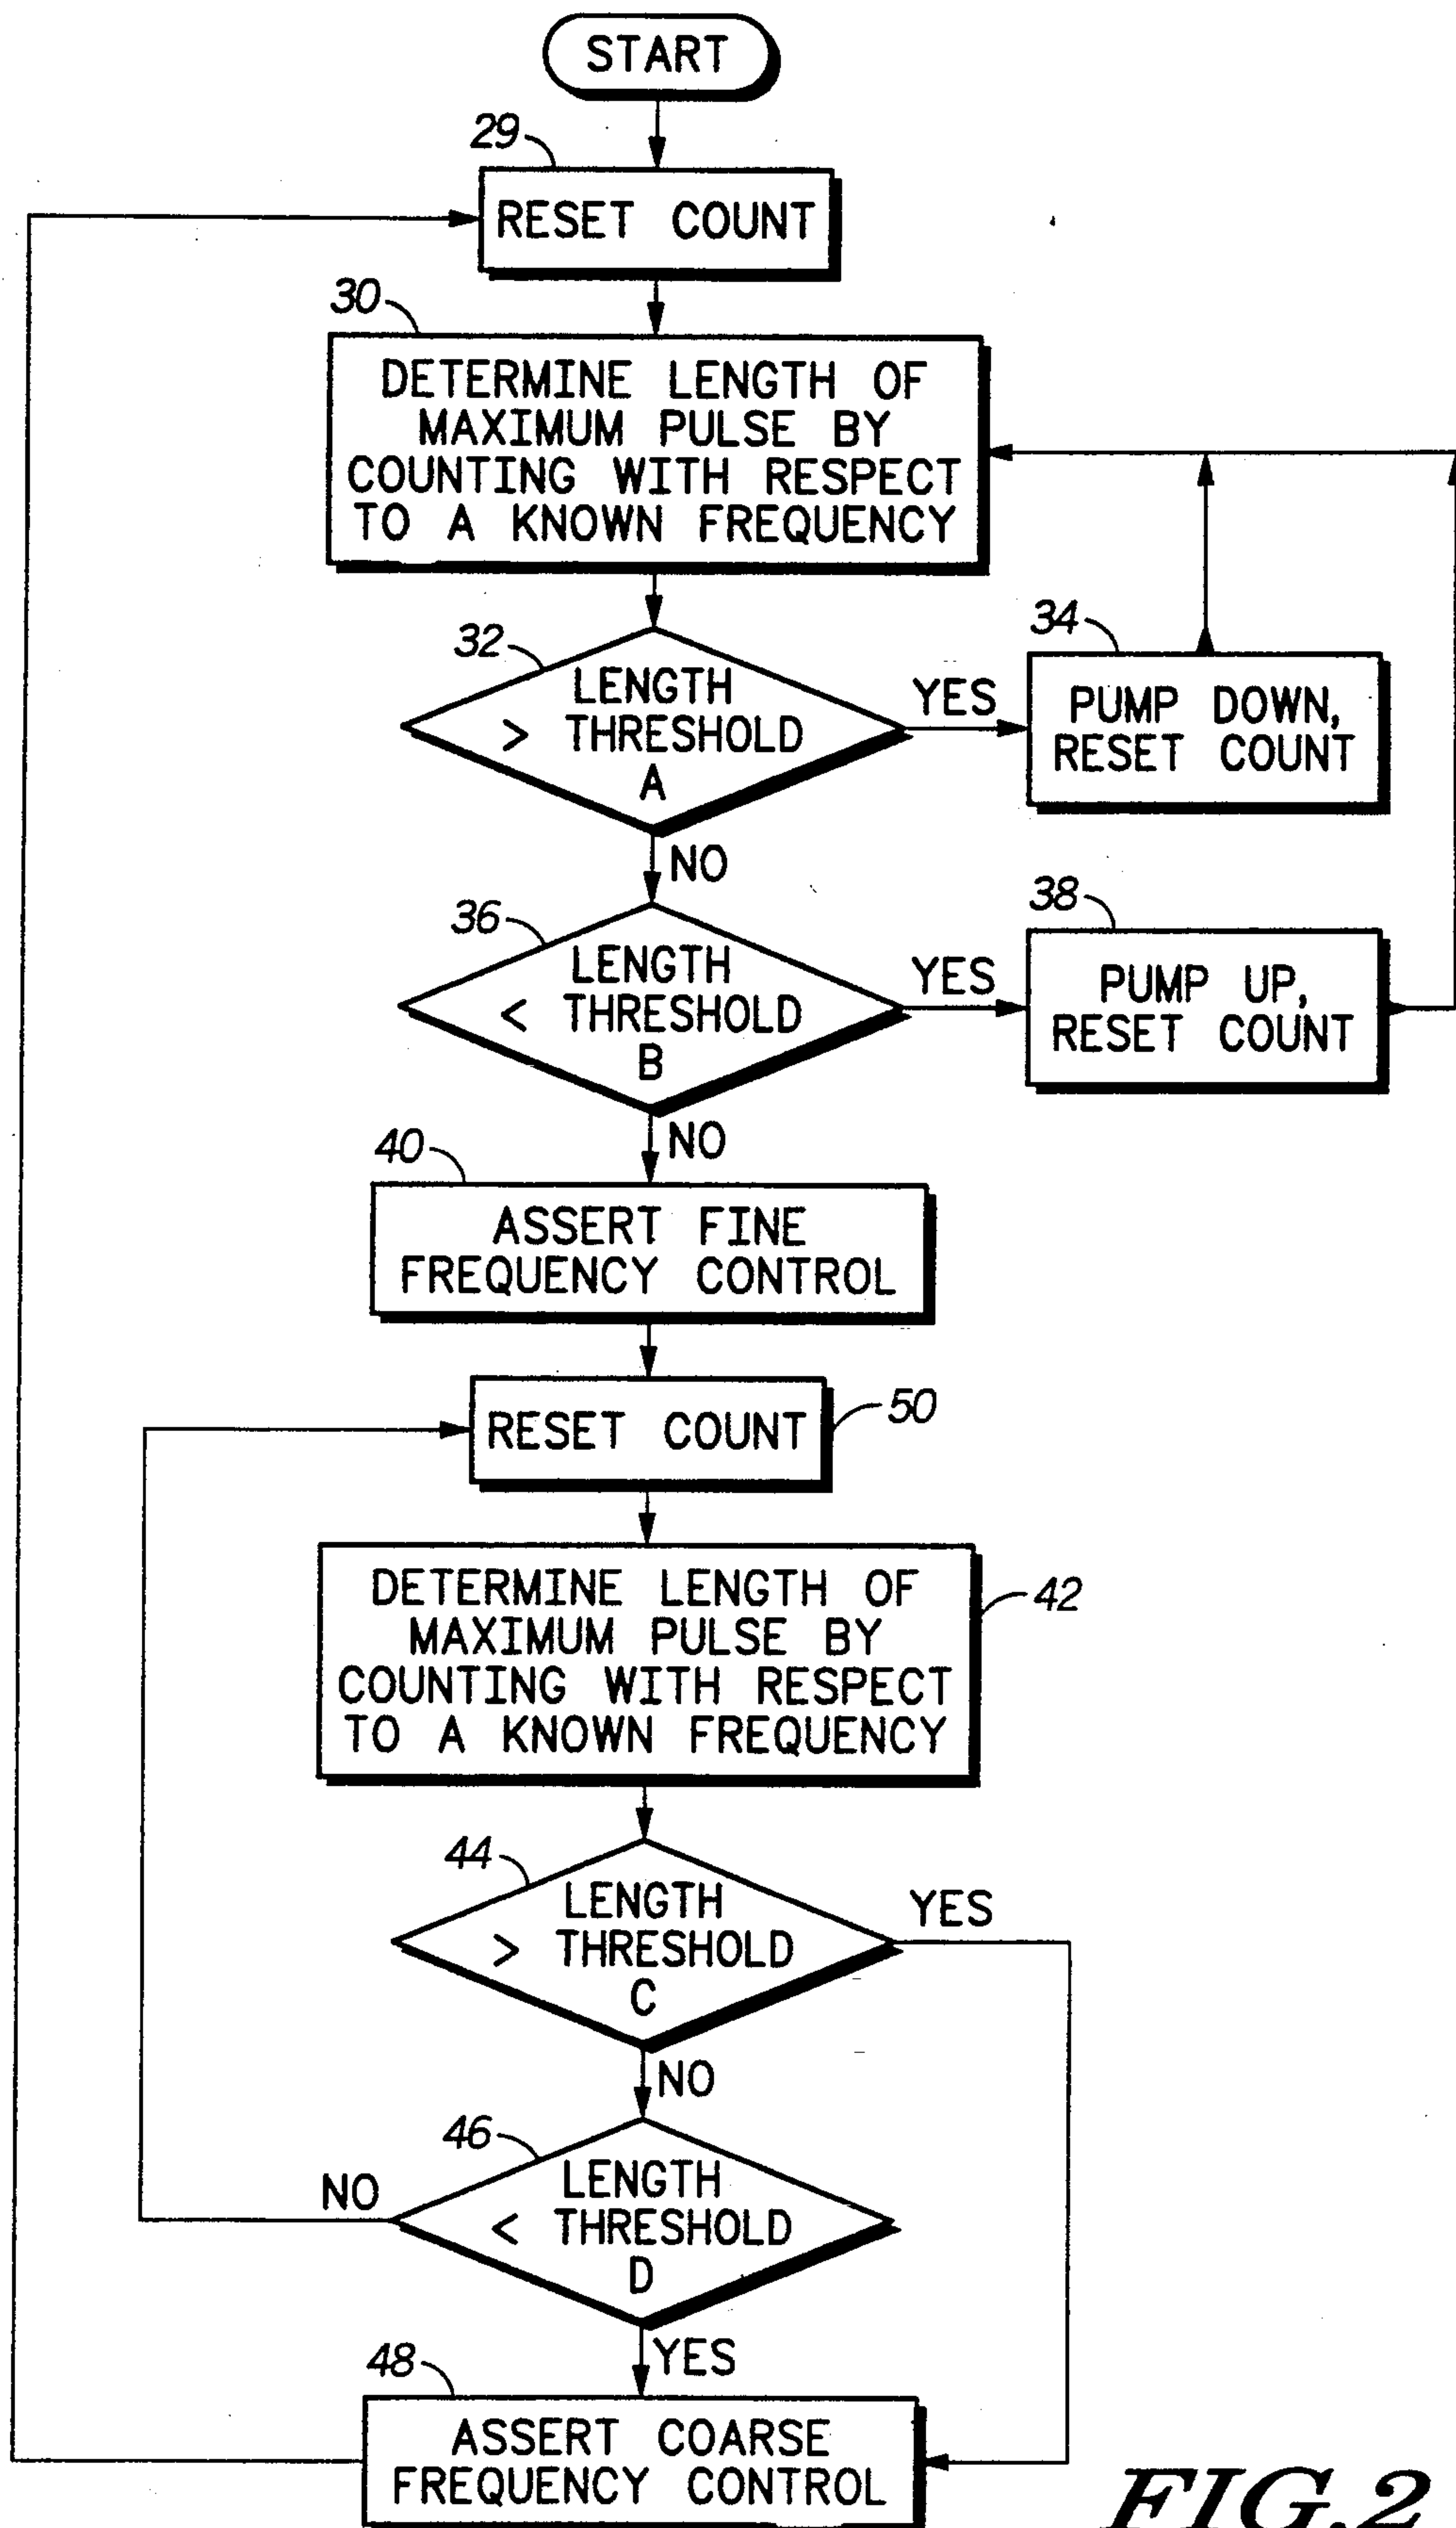 START
29
RESET COUNT
30
DETERMINE LENGTH OF
MAXIMUM PULSE BY
COUNTING WITH RESPECT
TO A KNOWN FREQUENCY
32
LENGTH
> THRESHOLD
A
YES
34
PUMP DOWN,
RESET COUNT
NO
36
LENGTH
< THRESHOLD
B
YES
38
PUMP UP,
RESET COUNT
NO
40
ASSERT FINE
FREQUENCY CONTROL
RESET COUNT
50
DETERMINE LENGTH OF
MAXIMUM PULSE BY
COUNTING WITH RESPECT
TO A KNOWN FREQUENCY
42
44
LENGTH
> THRESHOLD
C
YES
NO
46
LENGTH
< THRESHOLD
D
NO
YES
48
ASSERT COARSE
FREQUENCY CONTROL
FIG.2